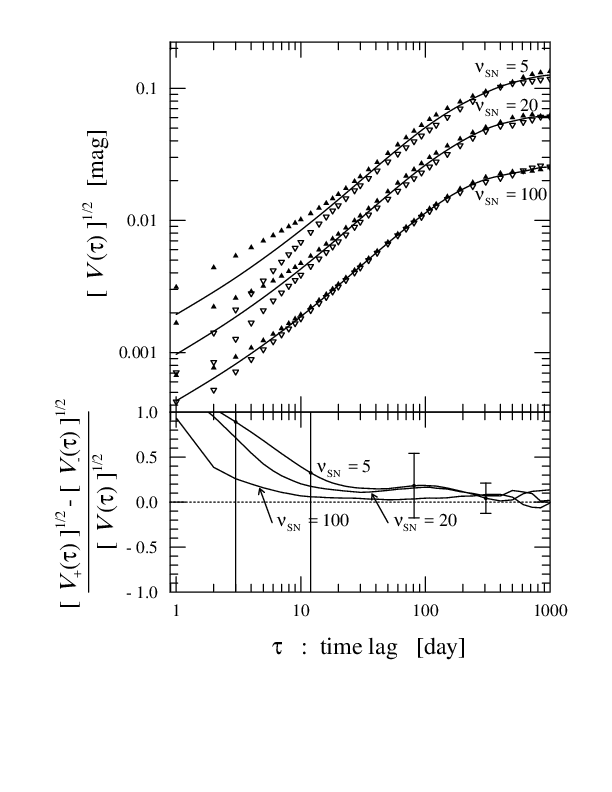 [ V(τ) ]^1/2 [mag]
0.1
0.01
0.001
ν_SN = 5
ν_SN = 20
ν_SN = 100
[ V_+(τ) ]^1/2 - [ V_-(τ) ]^1/2
[ V(τ) ]^1/2
1.0
0.5
0.0
- 0.5
- 1.0
ν_SN = 5
ν_SN = 100
ν_SN = 20
1 10 100 1000
τ : time lag [day]